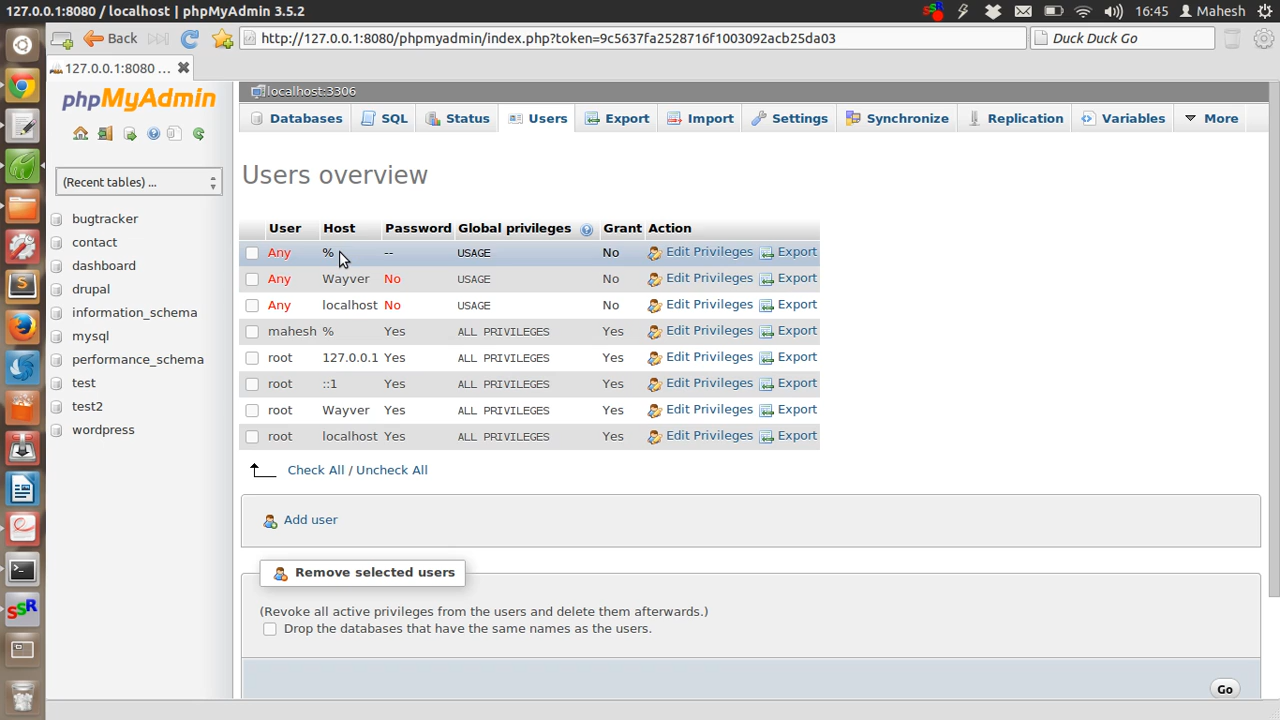 127.0.0.1:8080 / localhost | phpMyAdmin 3.5.2
16:45 Mahesh
Back
http://127.0.0.1:8080/phpmyadmin/index.php?token=9c5637fa2528716f1003292acb25da03
Duck Duck Go
127.0.0.1:8080 ...
phpMyAdmin
(Recent tables) ...
bugtracker
contact
dashboard
drupal
information_schema
mysql
performance_schema
test
test2
wordpress
localhost:3306
Databases SQL Status Users Export Import Settings Synchronize Replication Variables More
Users overview
User Host Password Global privileges Grant Action
Any % -- USAGE No Edit Privileges Export
Any Wayver No USAGE No Edit Privileges Export
Any localhost No USAGE No Edit Privileges Export
mahesh % Yes ALL PRIVILEGES Yes Edit Privileges Export
root 127.0.0.1 Yes ALL PRIVILEGES Yes Edit Privileges Export
root ::1 Yes ALL PRIVILEGES Yes Edit Privileges Export
root Wayver Yes ALL PRIVILEGES Yes Edit Privileges Export
root localhost Yes ALL PRIVILEGES Yes Edit Privileges Export
Check All / Uncheck All
Add user
Remove selected users
(Revoke all active privileges from the users and delete them afterwards.)
Drop the databases that have the same names as the users.
Go
SSR
SSR